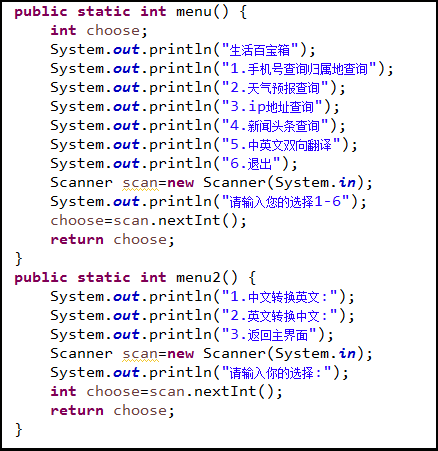 public static int menu() {
    int choose;
    System.out.println("生活百宝箱");
    System.out.println("1.手机号查询归属地查询");
    System.out.println("2.天气预报查询");
    System.out.println("3.ip地址查询");
    System.out.println("4.新闻头条查询");
    System.out.println("5.中英文双向翻译");
    System.out.println("6.退出");
    Scanner scan=new Scanner(System.in);
    System.out.println("请输入您的选择1-6");
    choose=scan.nextInt();
    return choose;
}
public static int menu2() {
    System.out.println("1.中文转换英文:");
    System.out.println("2.英文转换中文:");
    System.out.println("3.返回主界面");
    Scanner scan=new Scanner(System.in);
    System.out.println("请输入你的选择:");
    int choose=scan.nextInt();
    return choose;
}